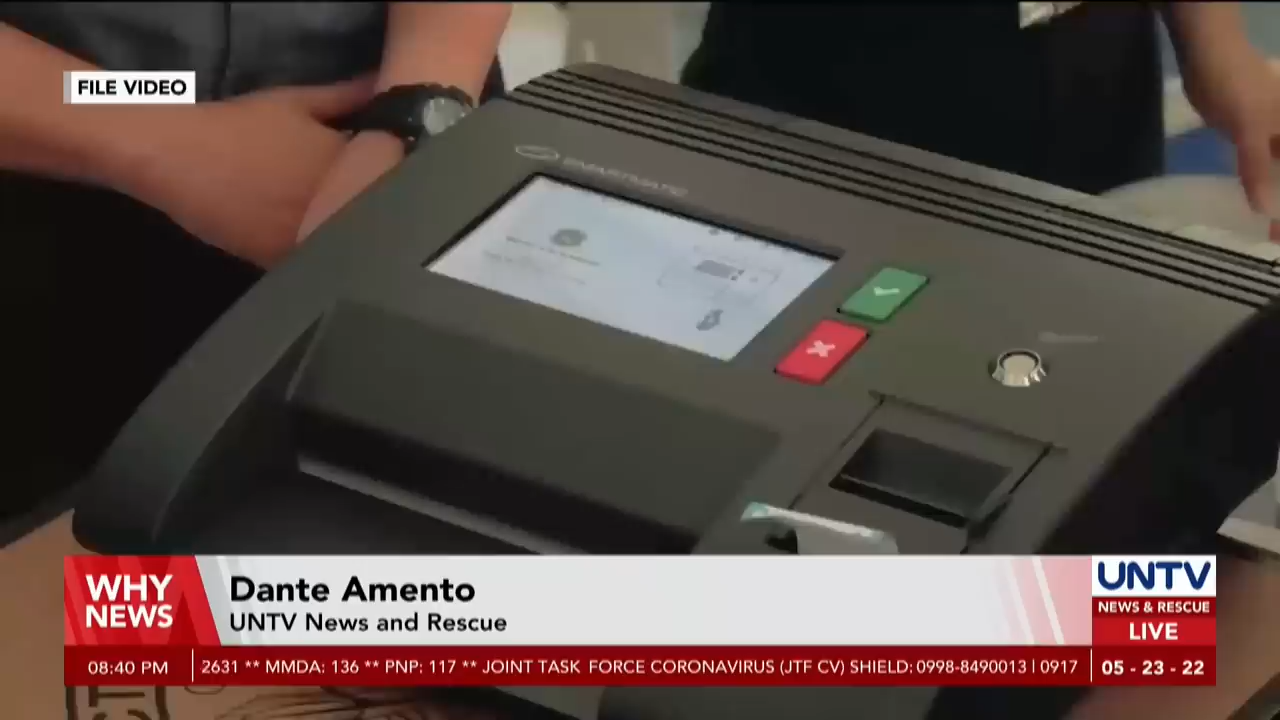 FILE VIDEO
SMARTMATIC
WHY
NEWS
Dante Amento
UNTV News and Rescue
UNTV
NEWS & RESCUE
LIVE
08:40 PM
2631 ** MMDA: 136 ** PNP: 117 ** JOINT TASK FORCE CORONAVIRUS (JTF CV) SHIELD: 0998-8490013 | 0917
05 - 23 - 22